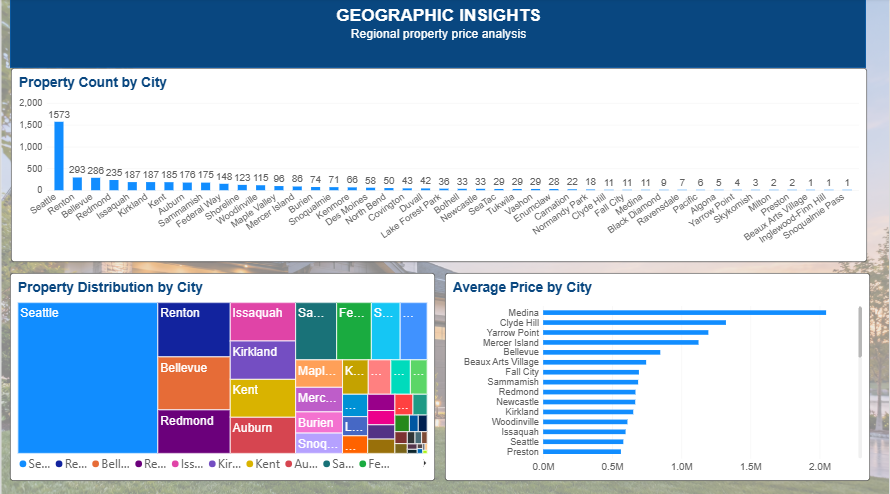 GEOGRAPHIC INSIGHTS
Regional property price analysis
Property Count by City
2,000
1,500
1,000
500
0
1573
293
286
235
187
187
185
176
175
148
123
115
96
86
74
71
66
58
50
43
42
36
33
33
29
29
29
28
22
18
11
11
11
9
7
6
5
4
3
2
2
1
1
1
Seattle
Renton
Bellevue
Redmond
Issaquah
Kirkland
Kent
Auburn
Sammamish
Federal Way
Shoreline
Woodinville
Maple Valley
Mercer Island
Burien
Snoqualmie
Kenmore
Des Moines
North Bend
Covington
Duvall
Lake Forest Park
Bothell
Newcastle
SeaTac
Tukwila
Vashon
Enumclaw
Carnation
Normandy Park
Clyde Hill
Fall City
Medina
Black Diamond
Ravensdale
Pacific
Algona
Yarrow Point
Skykomish
Milton
Preston
Beaux Arts Village
Inglewood-Finn Hill
Snoqualmie Pass
Property Distribution by City
Seattle
Renton
Bellevue
Redmond
Issaquah
Kirkland
Kent
Auburn
Sa...
Mapl...
Merc...
Burien
Snoq...
Fe...
K...
...
L...
...
S...
...
...
...
...
...
Se...
Re...
Bell...
Re...
Iss...
Kir...
Kent
Au...
Sa...
Fe...
Average Price by City
Medina
Clyde Hill
Yarrow Point
Mercer Island
Bellevue
Beaux Arts Village
Fall City
Sammamish
Redmond
Newcastle
Kirkland
Woodinville
Issaquah
Seattle
Preston
0.0M
0.5M
1.0M
1.5M
2.0M